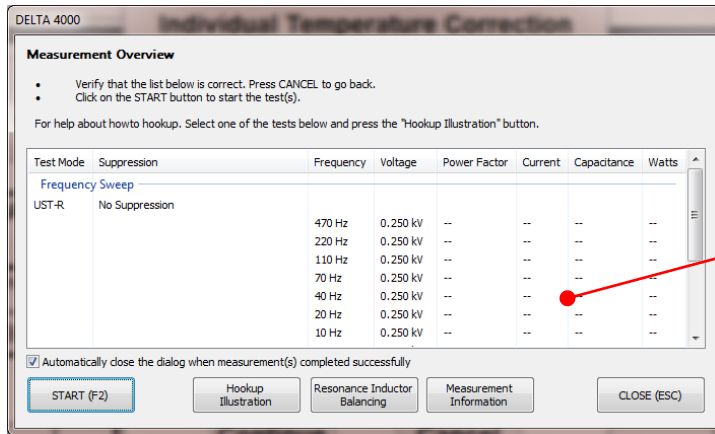 DELTA 4000
Individual Temperature Correction
Measurement Overview
• Verify that the list below is correct. Press CANCEL to go back.
• Click on the START button to start the test(s).
For help about howto hookup. Select one of the tests below and press the "Hookup Illustration" button.
Test Mode Suppression Frequency Voltage Power Factor Current Capacitance Watts
Frequency Sweep
UST-R No Suppression
470 Hz 0.250 kV -- -- -- --
220 Hz 0.250 kV -- -- -- --
110 Hz 0.250 kV -- -- -- --
70 Hz 0.250 kV -- -- -- --
40 Hz 0.250 kV -- -- -- --
20 Hz 0.250 kV -- -- -- --
10 Hz 0.250 kV -- -- -- --
Automatically close the dialog when measurement(s) completed successfully
START (F2)
Hookup
Illustration
Resonance Inductor
Balancing
Measurement
Information
CLOSE (ESC)
Continue Cancel